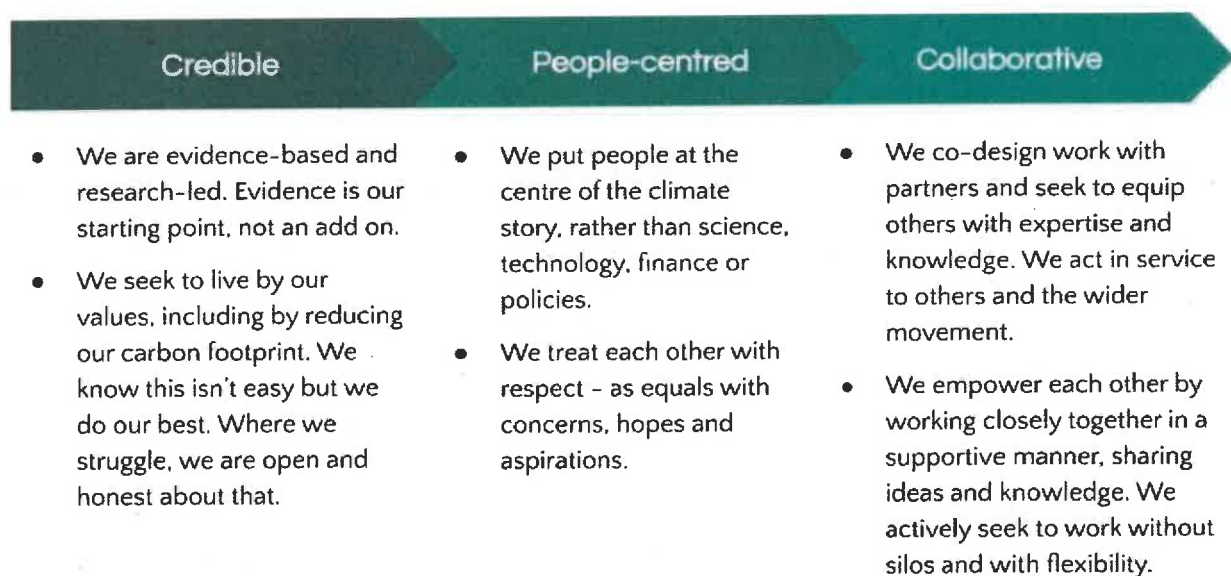 Credible
People-centred
Collaborative
● We are evidence-based and
research-led. Evidence is our
starting point, not an add on.
● We seek to live by our
values, including by reducing
our carbon footprint. We
know this isn't easy but we
do our best. Where we
struggle, we are open and
honest about that.
● We put people at the
centre of the climate
story, rather than science,
technology, finance or
policies.
● We treat each other with
respect – as equals with
concerns, hopes and
aspirations.
● We co-design work with
partners and seek to equip
others with expertise and
knowledge. We act in service
to others and the wider
movement.
● We empower each other by
working closely together in a
supportive manner, sharing
ideas and knowledge. We
actively seek to work without
silos and with flexibility.